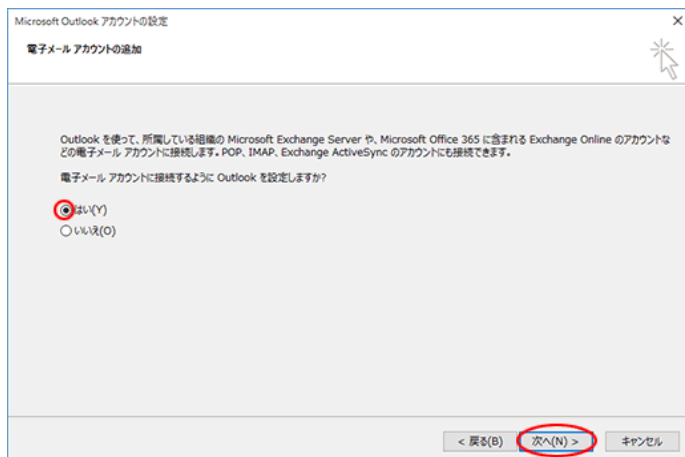 Microsoft Outlook アカウントの設定
電子メール アカウントの追加
Outlook を使って、所属している組織の Microsoft Exchange Server や、Microsoft Office 365 に含まれる Exchange Online のアカウントな
どの電子メール アカウントに接続します。POP、IMAP、Exchange ActiveSync のアカウントにも接続できます。
電子メール アカウントに接続するように Outlook を設定しますか?
はい(Y)
いいえ(O)
< 戻る(B) 次へ(N) > キャンセル